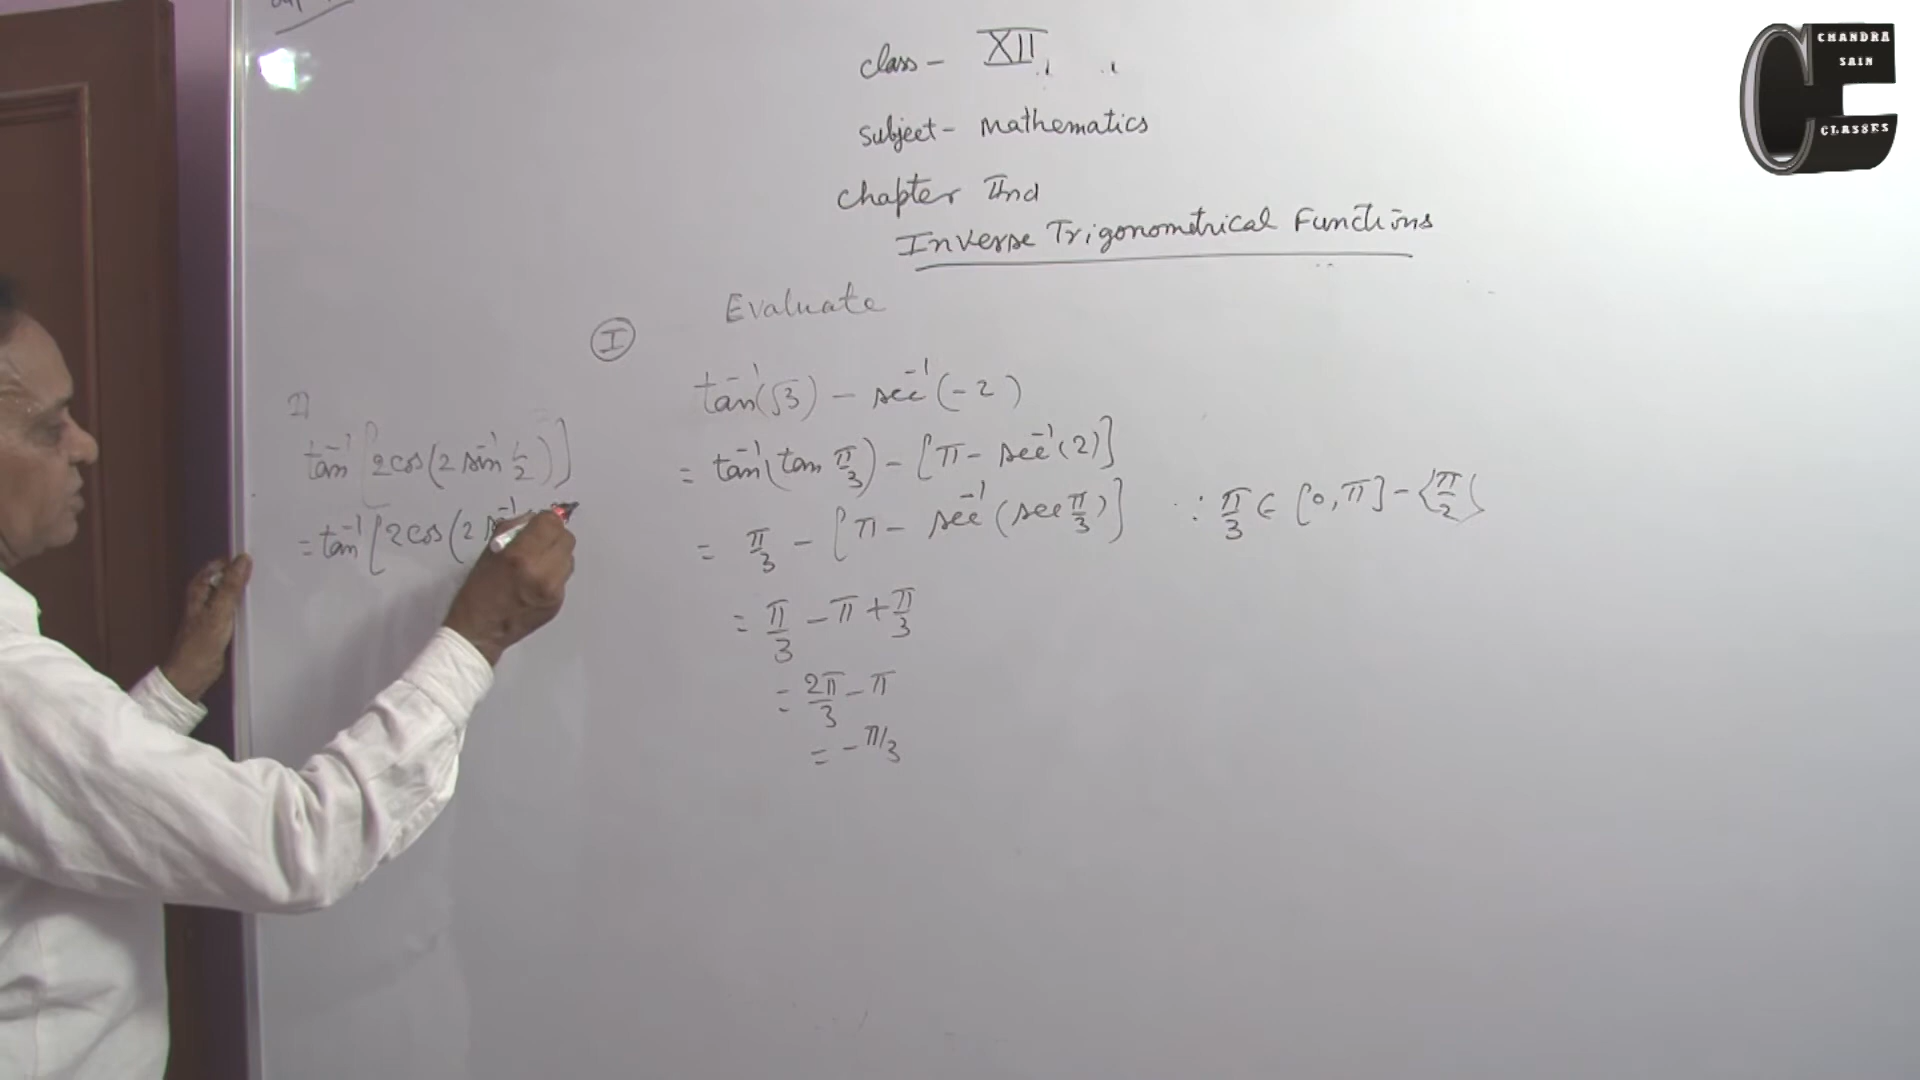 class - XII
subject - Mathematics
chapter IInd
Inverse Trigonometrical Functions
Evaluate
I
tan⁻¹(√3) - sec⁻¹(-2)
= tan⁻¹(tan π/3) - [π - sec⁻¹(2)]
= π/3 - [π - sec⁻¹(sec π/3)] ∵ π/3 ∈ [0, π] - {π/2}
= π/3 - π + π/3
= 2π/3 - π
= - π/3
tan⁻¹[2cos(2 sin⁻¹ 1/2)]
= tan⁻¹[2cos(2 s
CHANDRA
SAIN
CLASSES